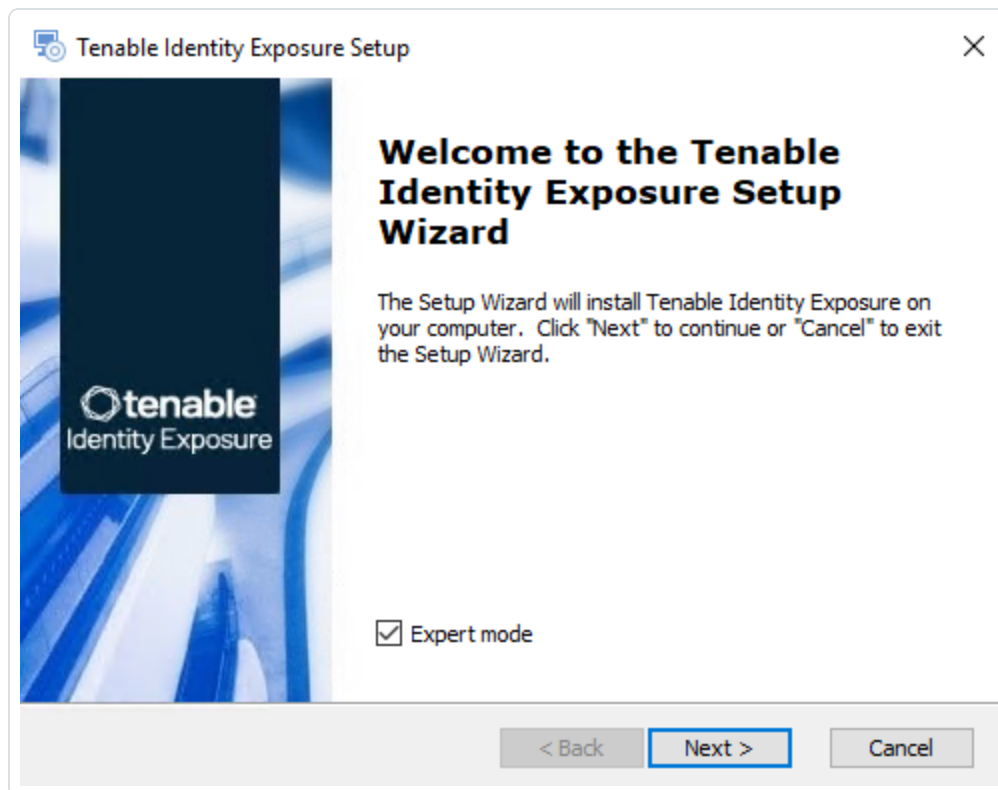 Tenable Identity Exposure Setup
Welcome to the Tenable
Identity Exposure Setup
Wizard
The Setup Wizard will install Tenable Identity Exposure on
your computer. Click "Next" to continue or "Cancel" to exit
the Setup Wizard.
tenable
Identity Exposure
Expert mode
< Back
Next >
Cancel